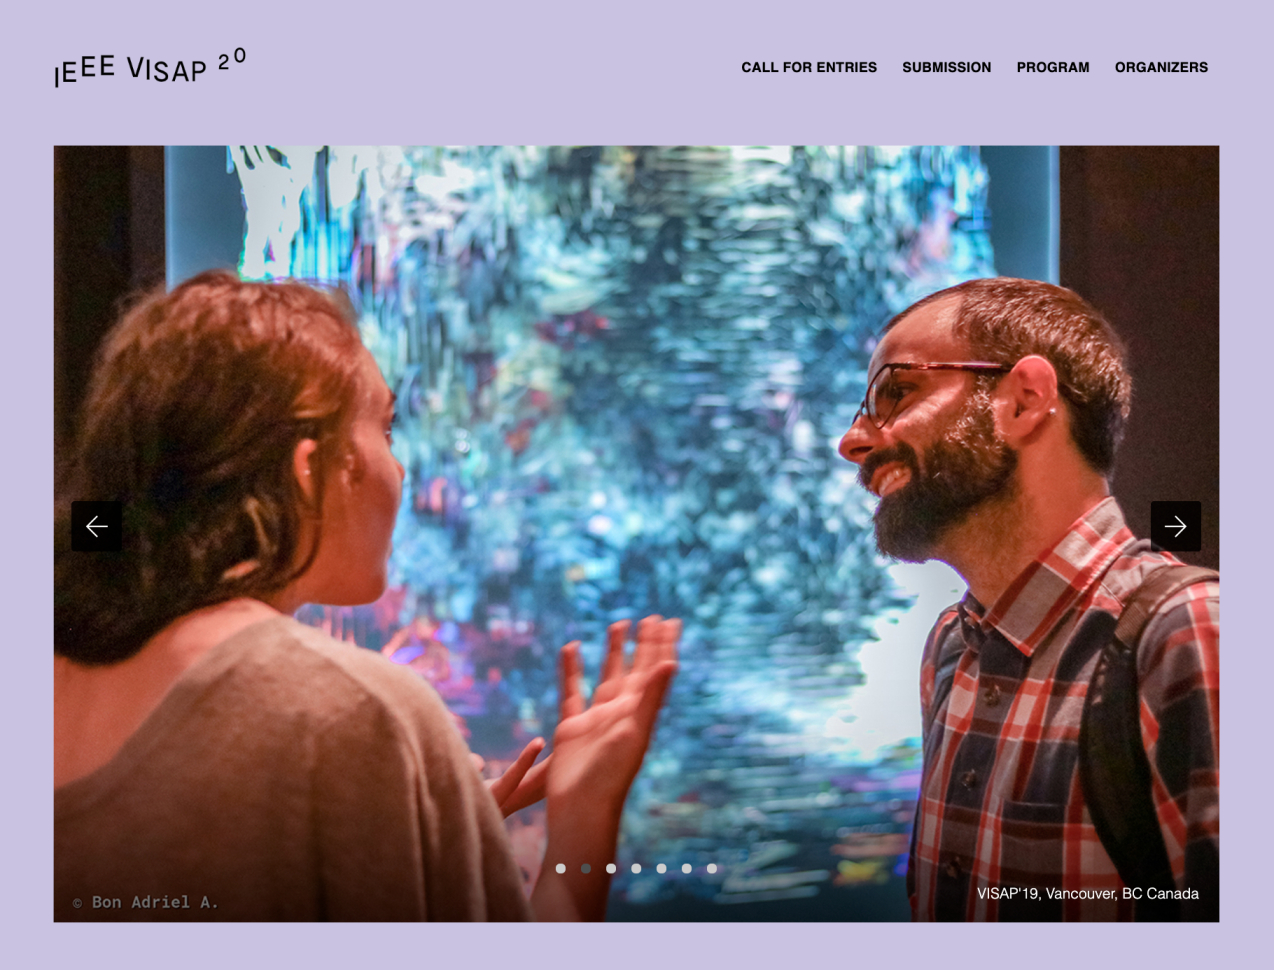 IEEE VISAP 20
CALL FOR ENTRIES SUBMISSION PROGRAM ORGANIZERS
© Bon Adriel A.
VISAP'19, Vancouver, BC Canada